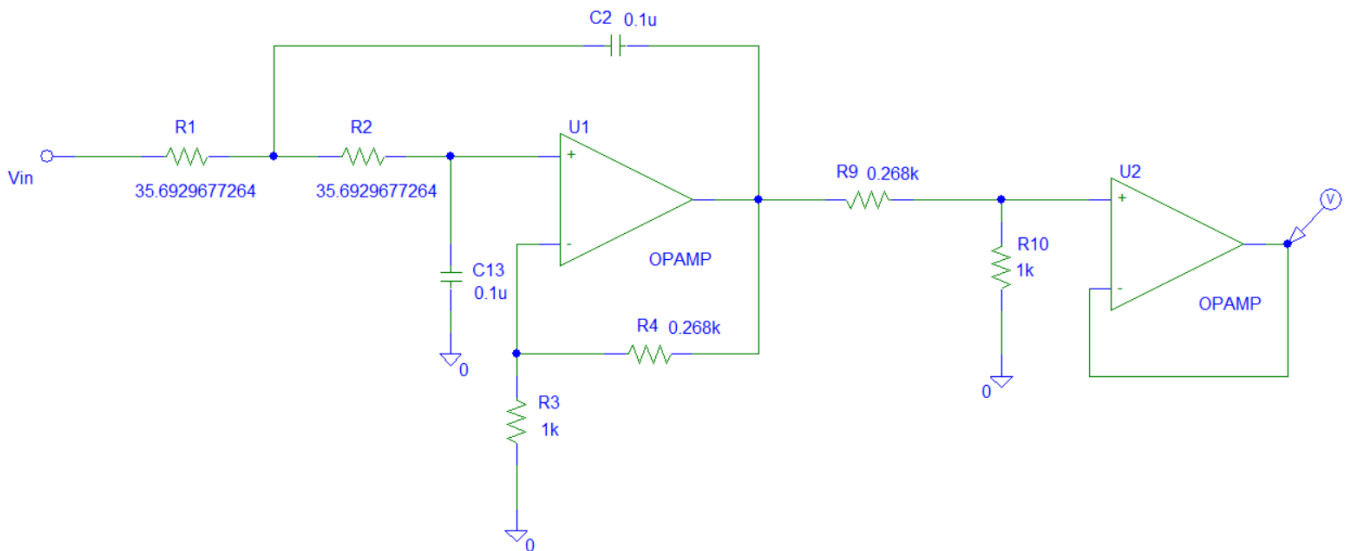 C2 0.1u
R1
R2
U1
Vin
35.6929677264
35.6929677264
+
-
OPAMP
C13
0.1u
0
R4 0.268k
R3
1k
0
R9 0.268k
R10
1k
0
U2
+
-
OPAMP
V